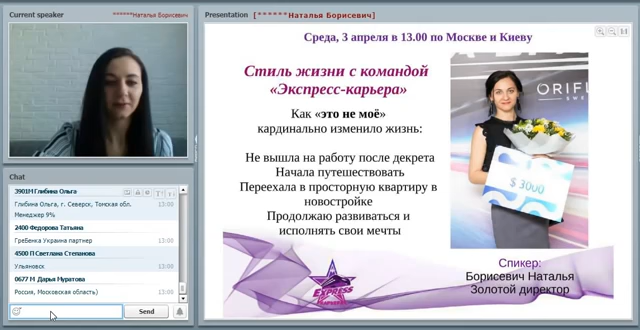 Current speaker
******Наталья Борисевич
Presentation
[******Наталья Борисевич]
Среда, 3 апреля в 13.00 по Москве и Киеву
Стиль жизни с командой
«Экспресс-карьера»
Как «это не моё»
кардинально изменило жизнь:
Не вышла на работу после декрета
Начала путешествовать
Переехала в просторную квартиру в
новостройке
Продолжаю развиваться и
исполнять свои мечты
ORIFL
SWE
$ 3000
Спикер:
Борисевич Наталья
Золотой директор
EXPRESS
Chat
3901М Глибина Ольга
Глибина Ольга, г. Северск, Томская обл.
Менеджер 9%
13:00
2400 Федорова Татьяна
ГреБенка Украина партнер
13:00
4500 П Светлана Степанова
Ульяновск
13:00
0677 М Дарья Муратова
Россия, Московская область)
13:00
Send